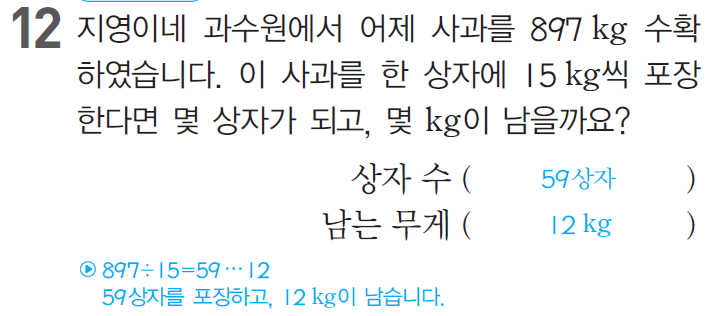 12 지영이네 과수원에서 어제 사과를 897 kg 수확
하였습니다. 이 사과를 한 상자에 15 kg씩 포장
한다면 몇 상자가 되고, 몇 kg이 남을까요?
상자 수 ( 59상자 )
남는 무게 ( 12 kg )
▶ 897÷15=59…12
59상자를 포장하고, 12 kg이 남습니다.